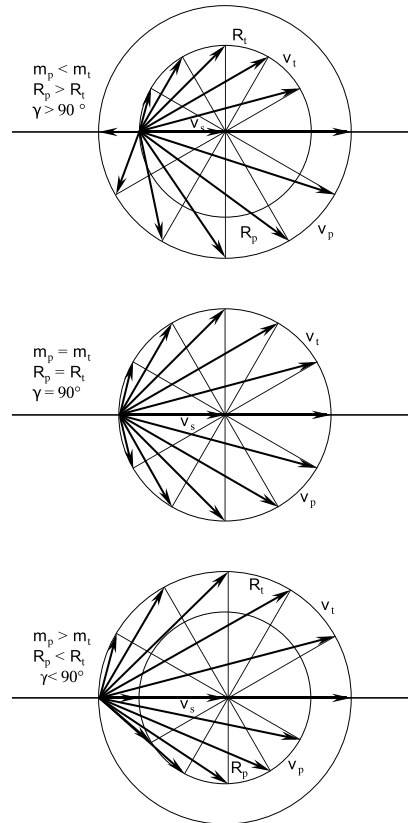 R_t
m_p < m_t
R_p > R_t
γ > 90 °
v_t
v_s
R_p
v_p
m_p = m_t
R_p = R_t
γ = 90°
v_t
v_s
v_p
R_t
v_t
m_p > m_t
R_p < R_t
γ < 90°
v_s
R_p
v_p